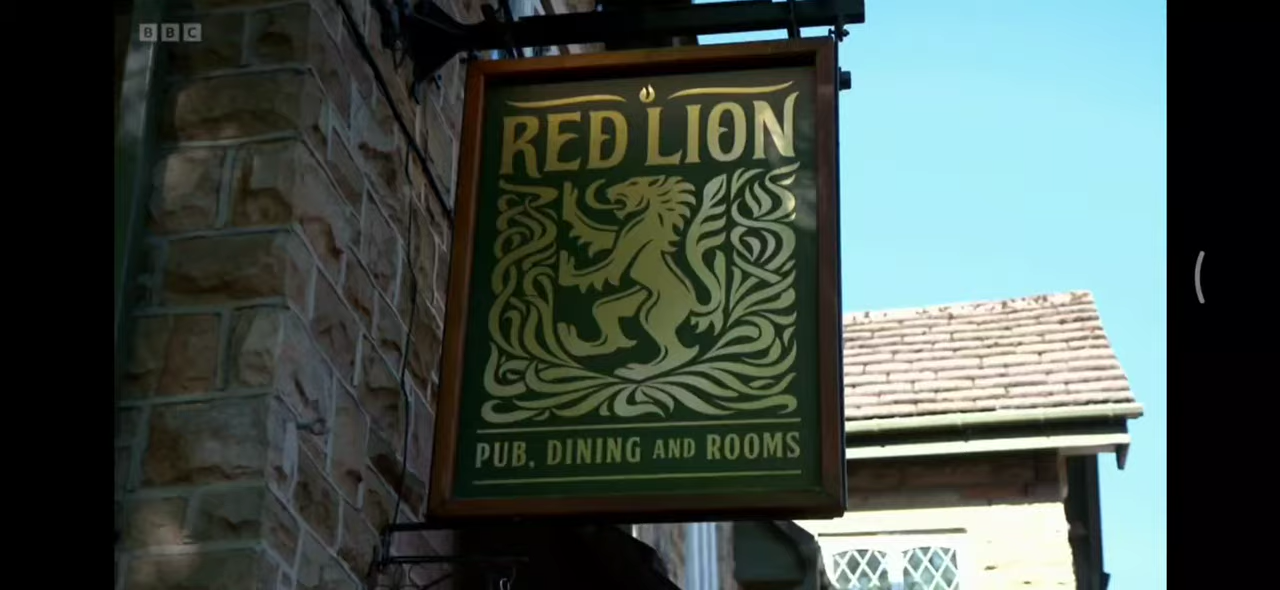 BBC
RED LION
PUB, DINING AND ROOMS